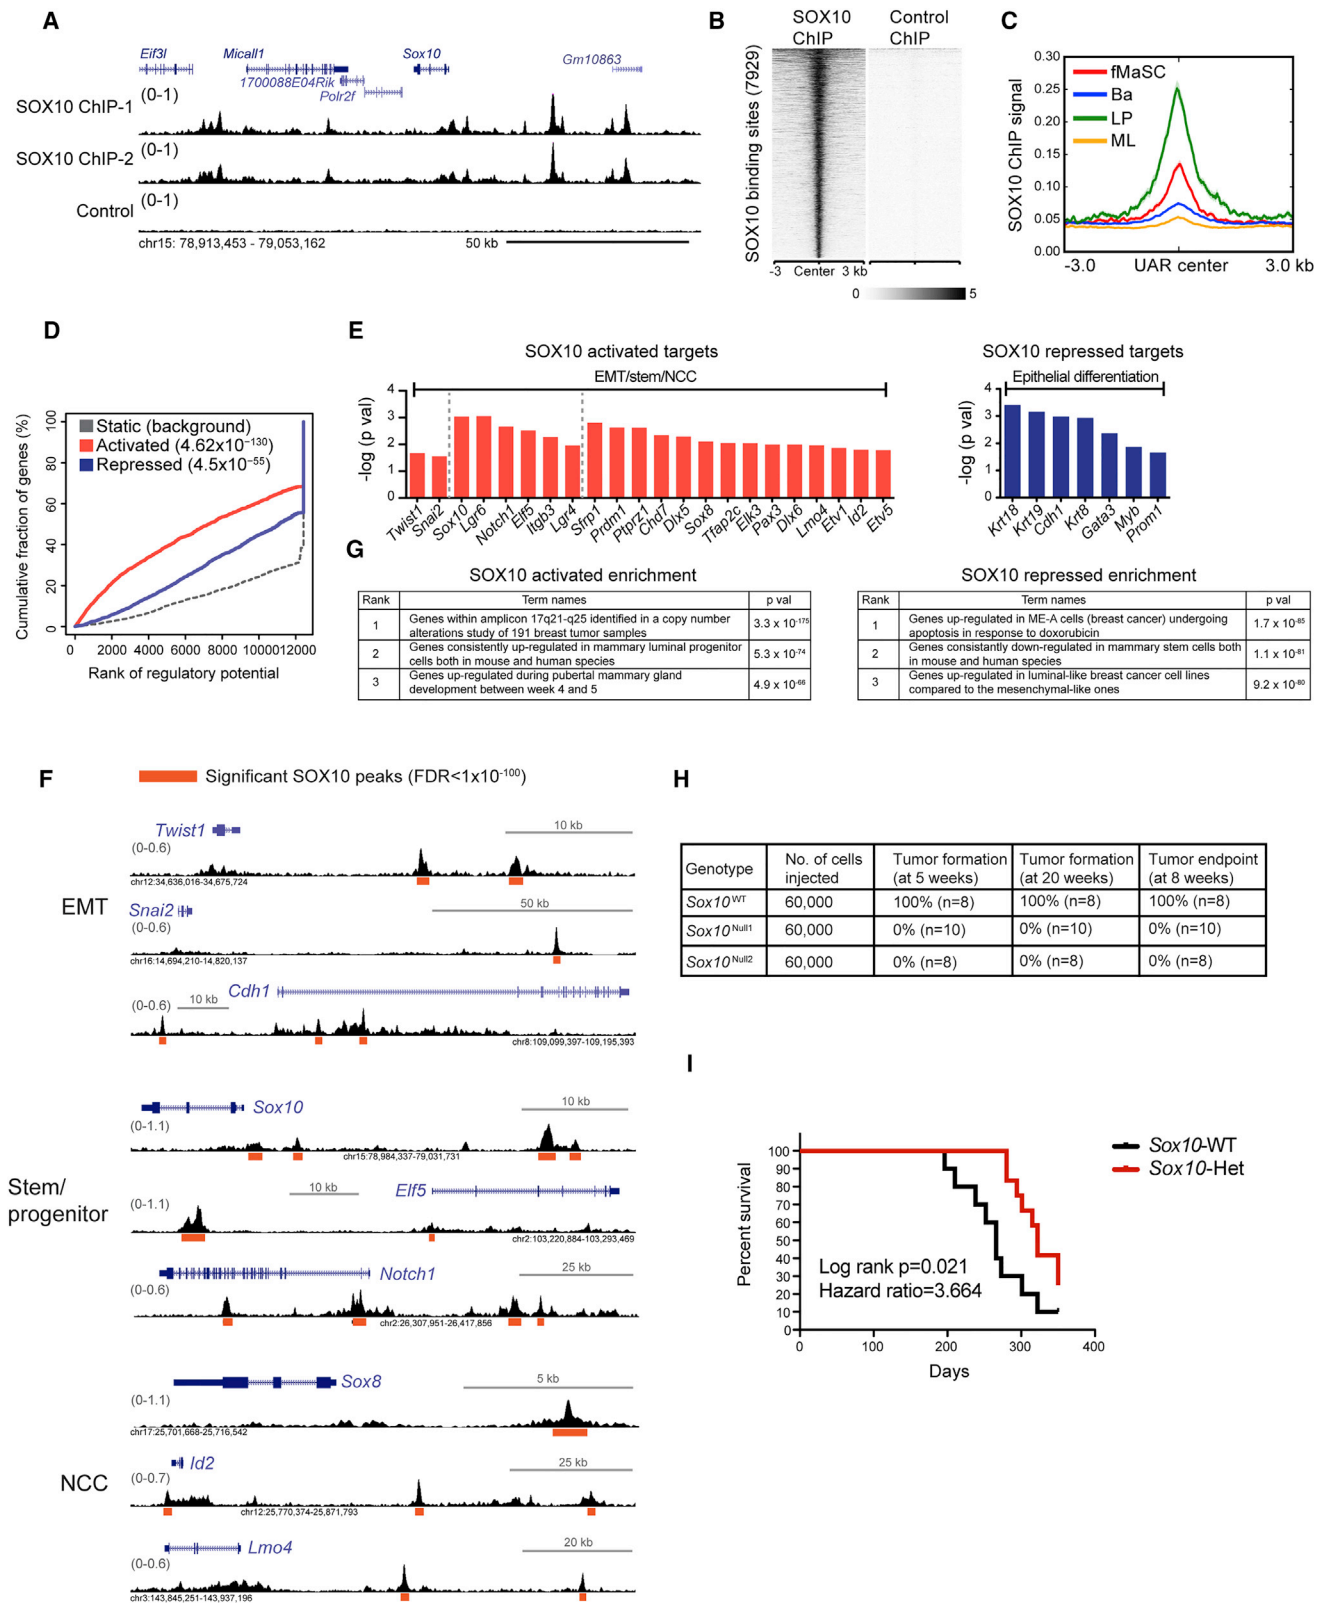 A
Eif3l
Micall1
Sox10
Gm10863
1700088E04Rik
Polr2f
SOX10 ChIP-1
(0-1)
SOX10 ChIP-2
(0-1)
Control
(0-1)
chr15: 78,913,453 - 79,053,162
50 kb
B
SOX10
ChIP
Control
ChIP
SOX10 binding sites (7929)
-3 Center 3 kb
0 5
C
SOX10 ChIP signal
0.30
0.25
0.20
0.15
0.10
0.05
0.00
fMaSC
Ba
LP
ML
-3.0 UAR center 3.0 kb
D
Cumulative fraction of genes (%)
100
80
60
40
20
0
Static (background)
Activated (4.62x10⁻¹³⁰)
Repressed (4.5x10⁻⁵⁵)
0 2000 4000 6000 8000 10000 12000
Rank of regulatory potential
E
SOX10 activated targets
EMT/stem/NCC
-log (p val)
4
3
2
1
0
Twist1 Snai2 Sox10 Lgr6 Notch1 Elf5 Itgb3 Lgr4 Sfrp1 Prdm1 Ptprz1 Chd7 Dlx5 Sox8 Tfap2c Elk3 Pax3 Dlx6 Lmo4 Etv1 Id2 Etv5
SOX10 repressed targets
Epithelial differentiation
-log (p val)
4
3
2
1
0
Krt18 Krt19 Cdh1 Krt8 Gata3 Myb Prom1
G
SOX10 activated enrichment
Rank Term names p val
1 Genes within amplicon 17q21-q25 identified in a copy number
alterations study of 191 breast tumor samples 3.3 x 10⁻¹⁷⁵
2 Genes consistently up-regulated in mammary luminal progenitor
cells both in mouse and human species 5.3 x 10⁻⁷⁴
3 Genes up-regulated during pubertal mammary gland
development between week 4 and 5 4.9 x 10⁻⁶⁶
SOX10 repressed enrichment
Rank Term names p val
1 Genes up-regulated in ME-A cells (breast cancer) undergoing
apoptosis in response to doxorubicin 1.7 x 10⁻⁸⁵
2 Genes consistantly down-regulated in mammary stem cells both
in mouse and human species 1.1 x 10⁻⁸¹
3 Genes up-regulated in luminal-like breast cancer cell lines
compared to the mesenchymal-like ones 9.2 x 10⁻⁸⁰
F
Significant SOX10 peaks (FDR<1x10⁻¹⁰⁰)
EMT
Twist1
10 kb
(0-0.6)
chr12:34,636,016-34,675,724
Snai2
50 kb
(0-0.6)
chr16:14,694,210-14,820,137
Cdh1
(0-0.6)
10 kb
chr8:109,099,397-109,195,393
Stem/
progenitor
Sox10
10 kb
(0-1.1)
chr15:78,984,337-79,031,731
10 kb
Elf5
(0-1.1)
chr2:103,220,884-103,293,469
Notch1
25 kb
(0-0.6)
chr2:26,307,951-26,417,856
NCC
Sox8
5 kb
(0-1.1)
chr17:25,701,668-25,716,542
Id2
25 kb
(0-0.7)
chr12:25,770,374-25,871,793
Lmo4
20 kb
(0-0.6)
chr3:143,845,251-143,937,196
H
Genotype No. of cells injected Tumor formation (at 5 weeks) Tumor formation (at 20 weeks) Tumor endpoint (at 8 weeks)
Sox10ᵂᵀ 60,000 100% (n=8) 100% (n=8) 100% (n=8)
Sox10ᴺᵘˡˡ¹ 60,000 0% (n=10) 0% (n=10) 0% (n=10)
Sox10ᴺᵘˡˡ² 60,000 0% (n=8) 0% (n=8) 0% (n=8)
I
Percent survival
100
90
80
70
60
50
40
30
20
10
0
Sox10-WT
Sox10-Het
Log rank p=0.021
Hazard ratio=3.664
0 100 200 300 400
Days